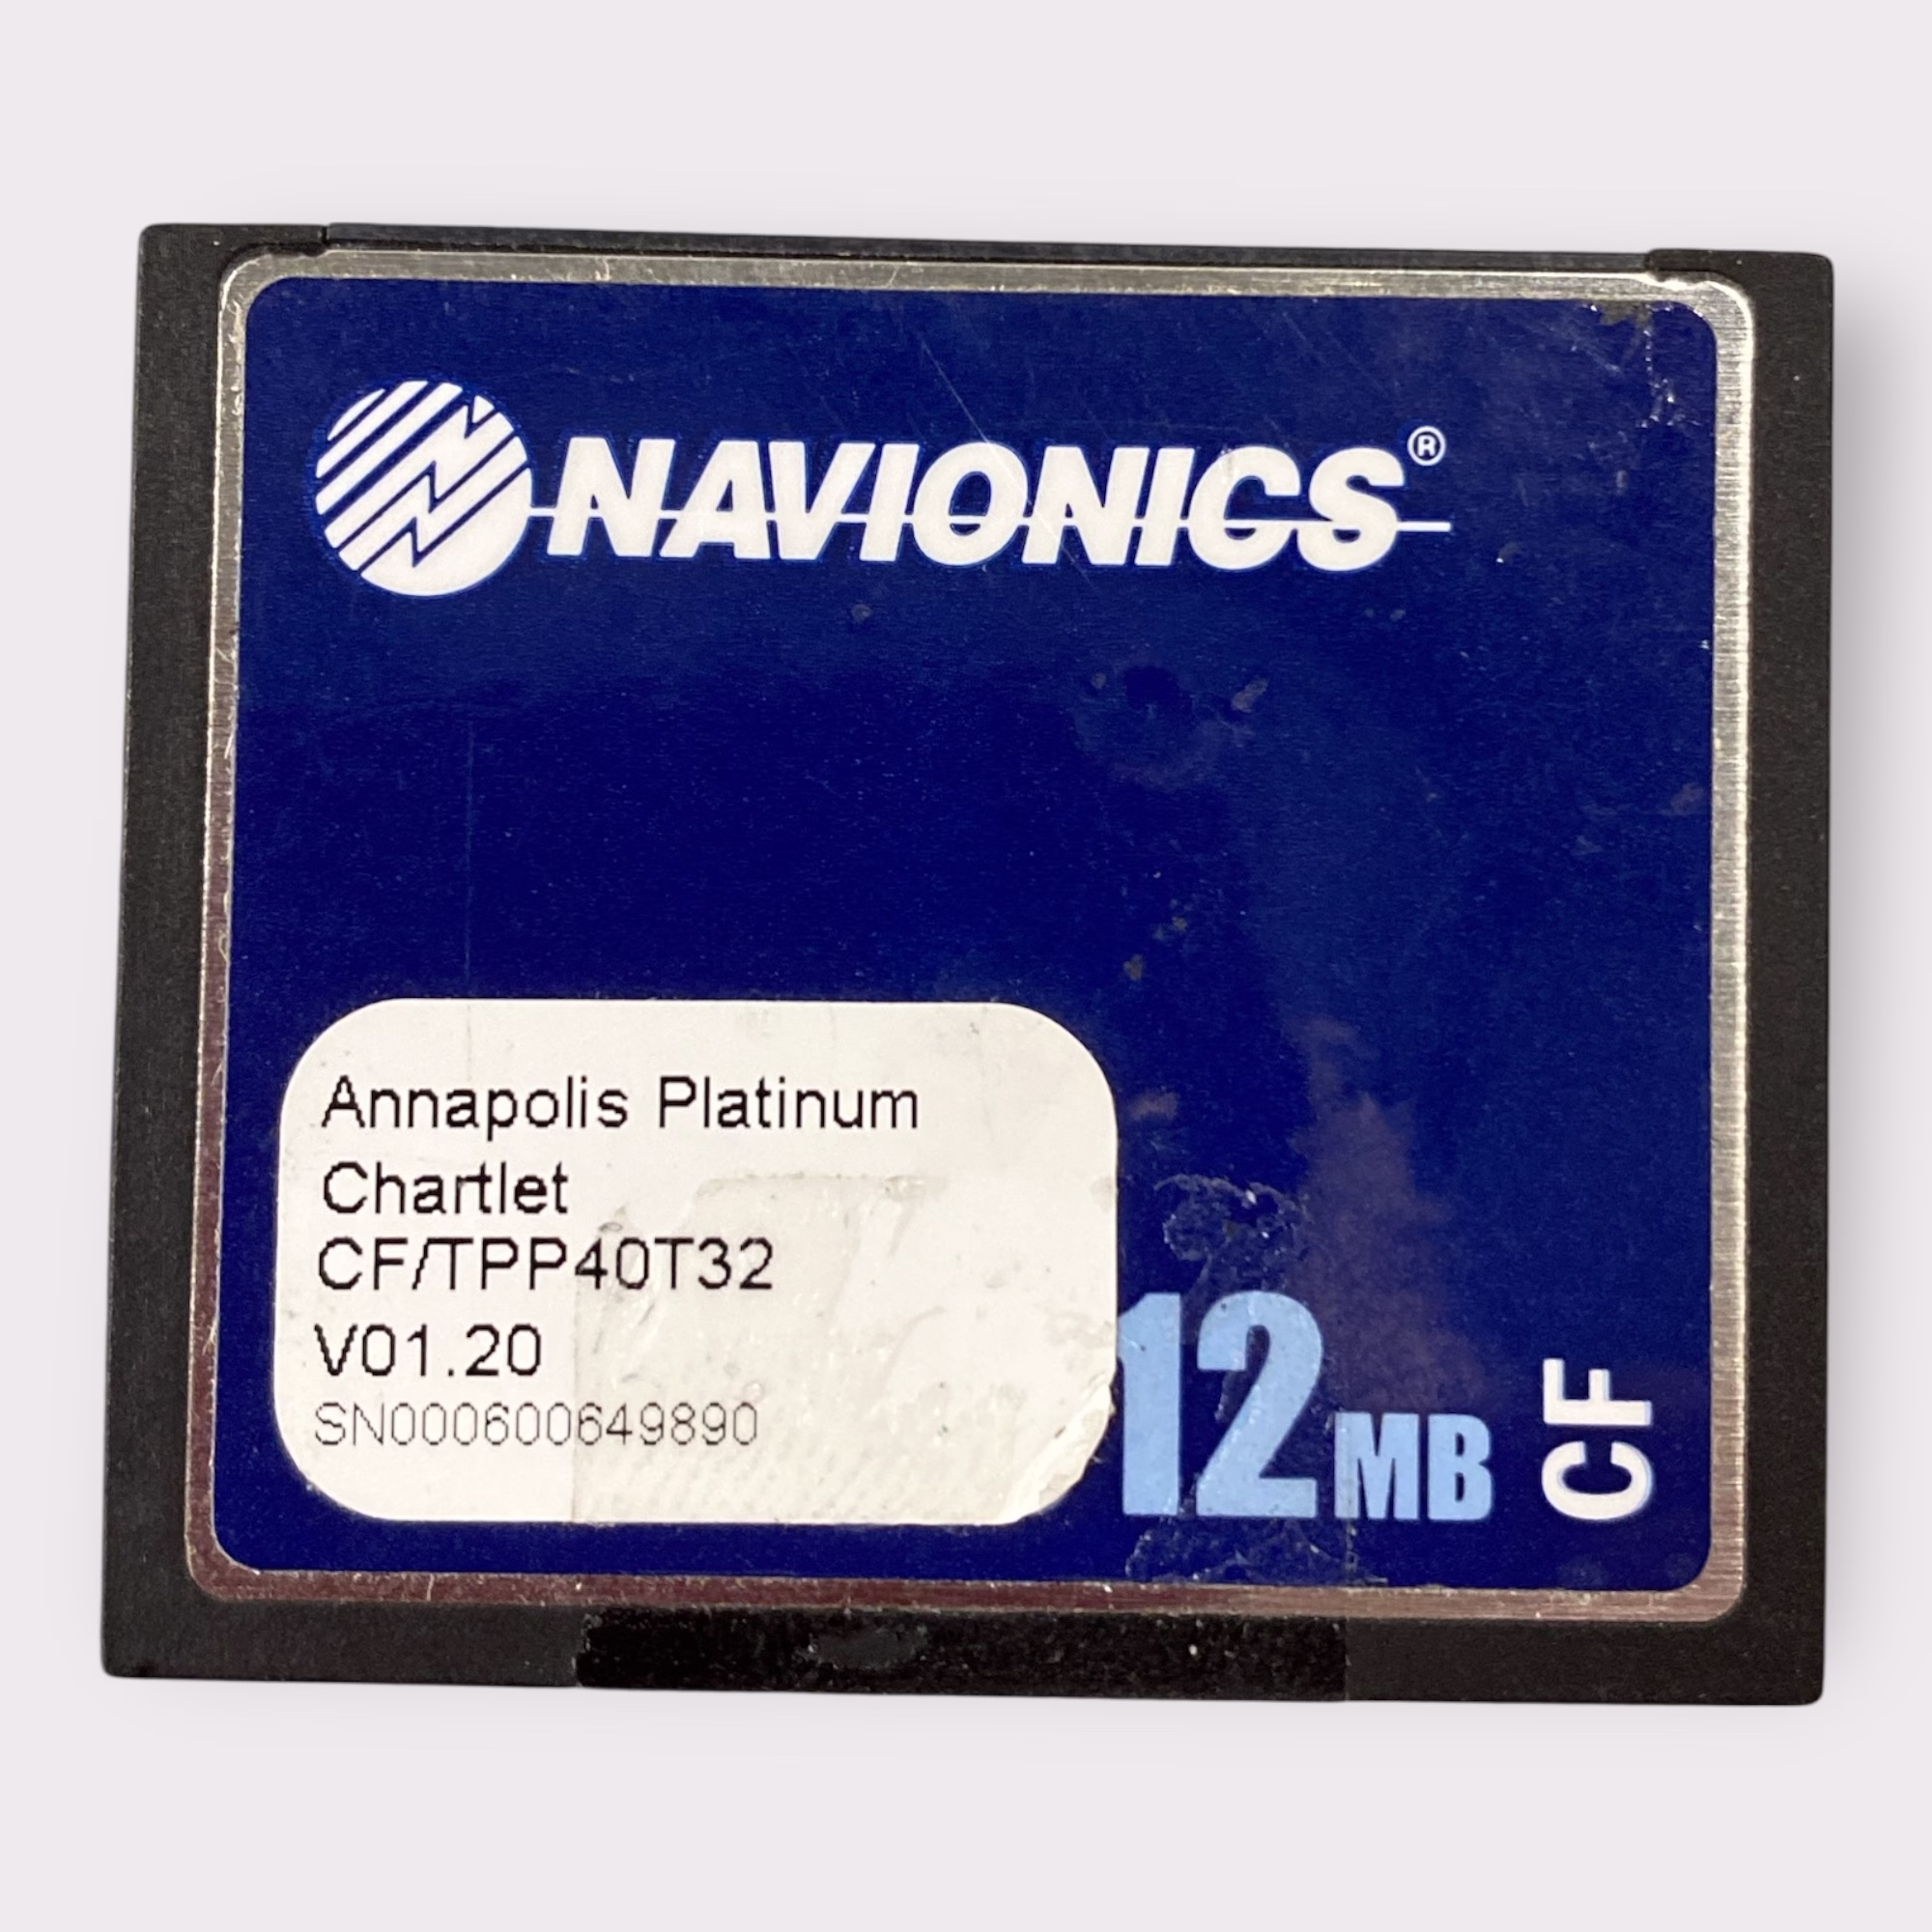 NAVIONICS®
Annapolis Platinum
Chartlet
CF/TPP40T32
V01.20
SN000600649890
12MB
CF